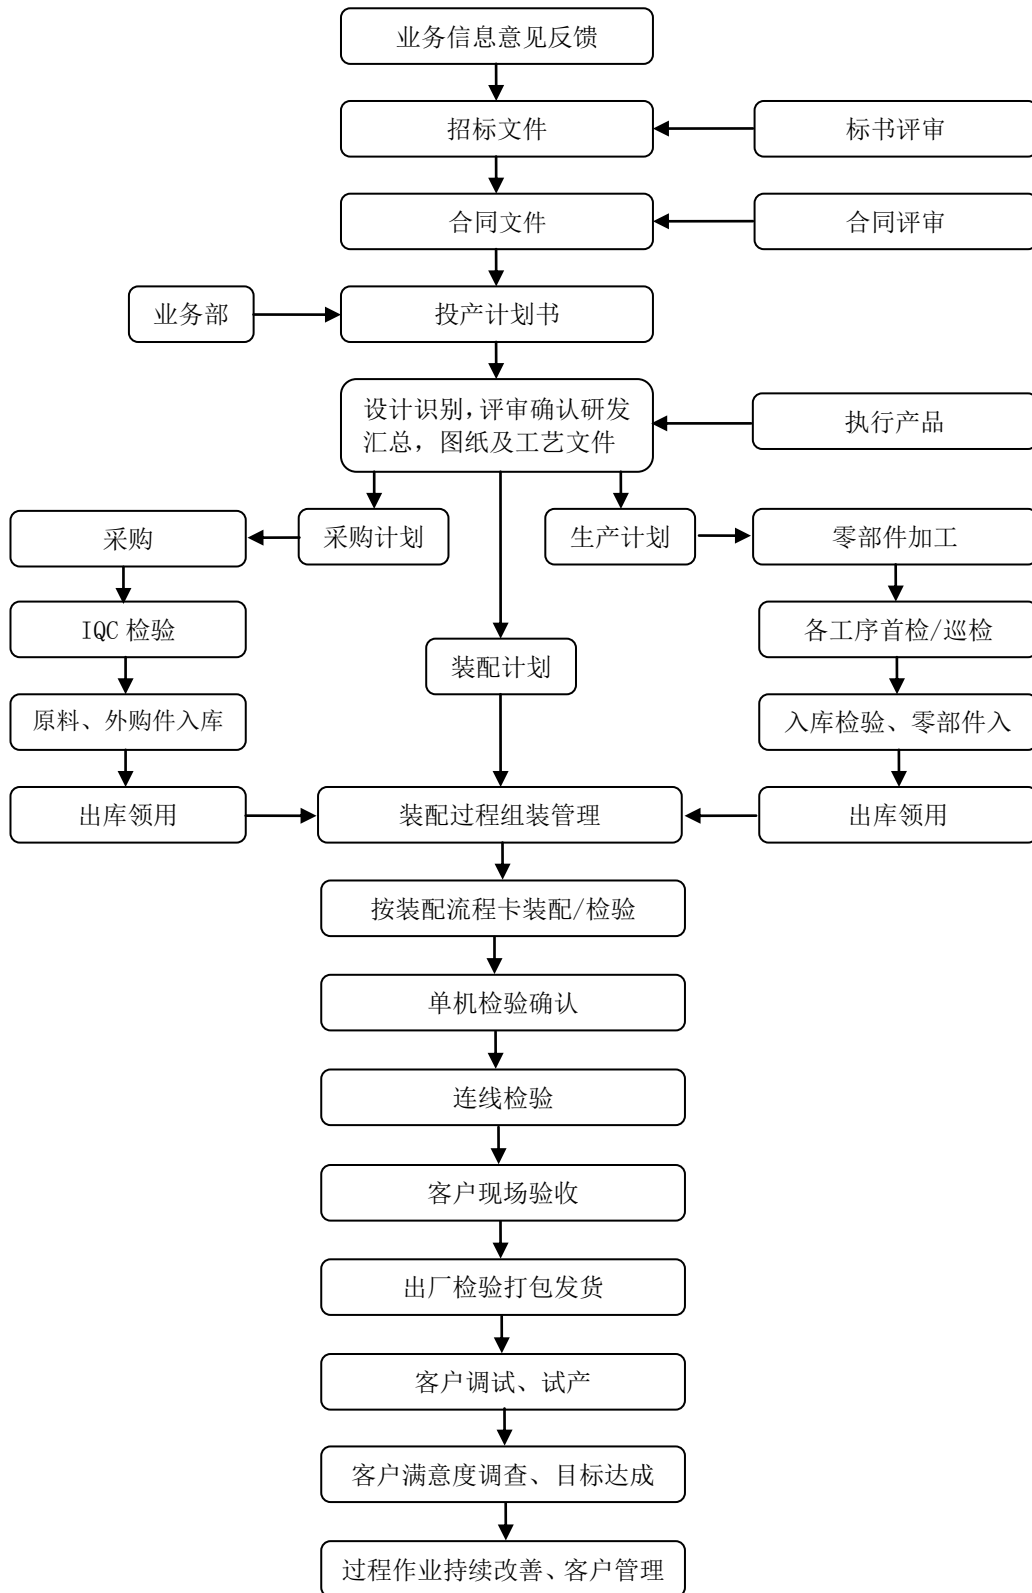 业务信息意见反馈
招标文件
标书评审
合同文件
合同评审
业务部
投产计划书
设计识别，评审确认研发
汇总，图纸及工艺文件
执行产品
采购
采购计划
生产计划
零部件加工
IQC 检验
装配计划
各工序首检/巡检
原料、外购件入库
入库检验、零部件入
出库领用
装配过程组装管理
出库领用
按装配流程卡装配/检验
单机检验确认
连线检验
客户现场验收
出厂检验打包发货
客户调试、试产
客户满意度调查、目标达成
过程作业持续改善、客户管理